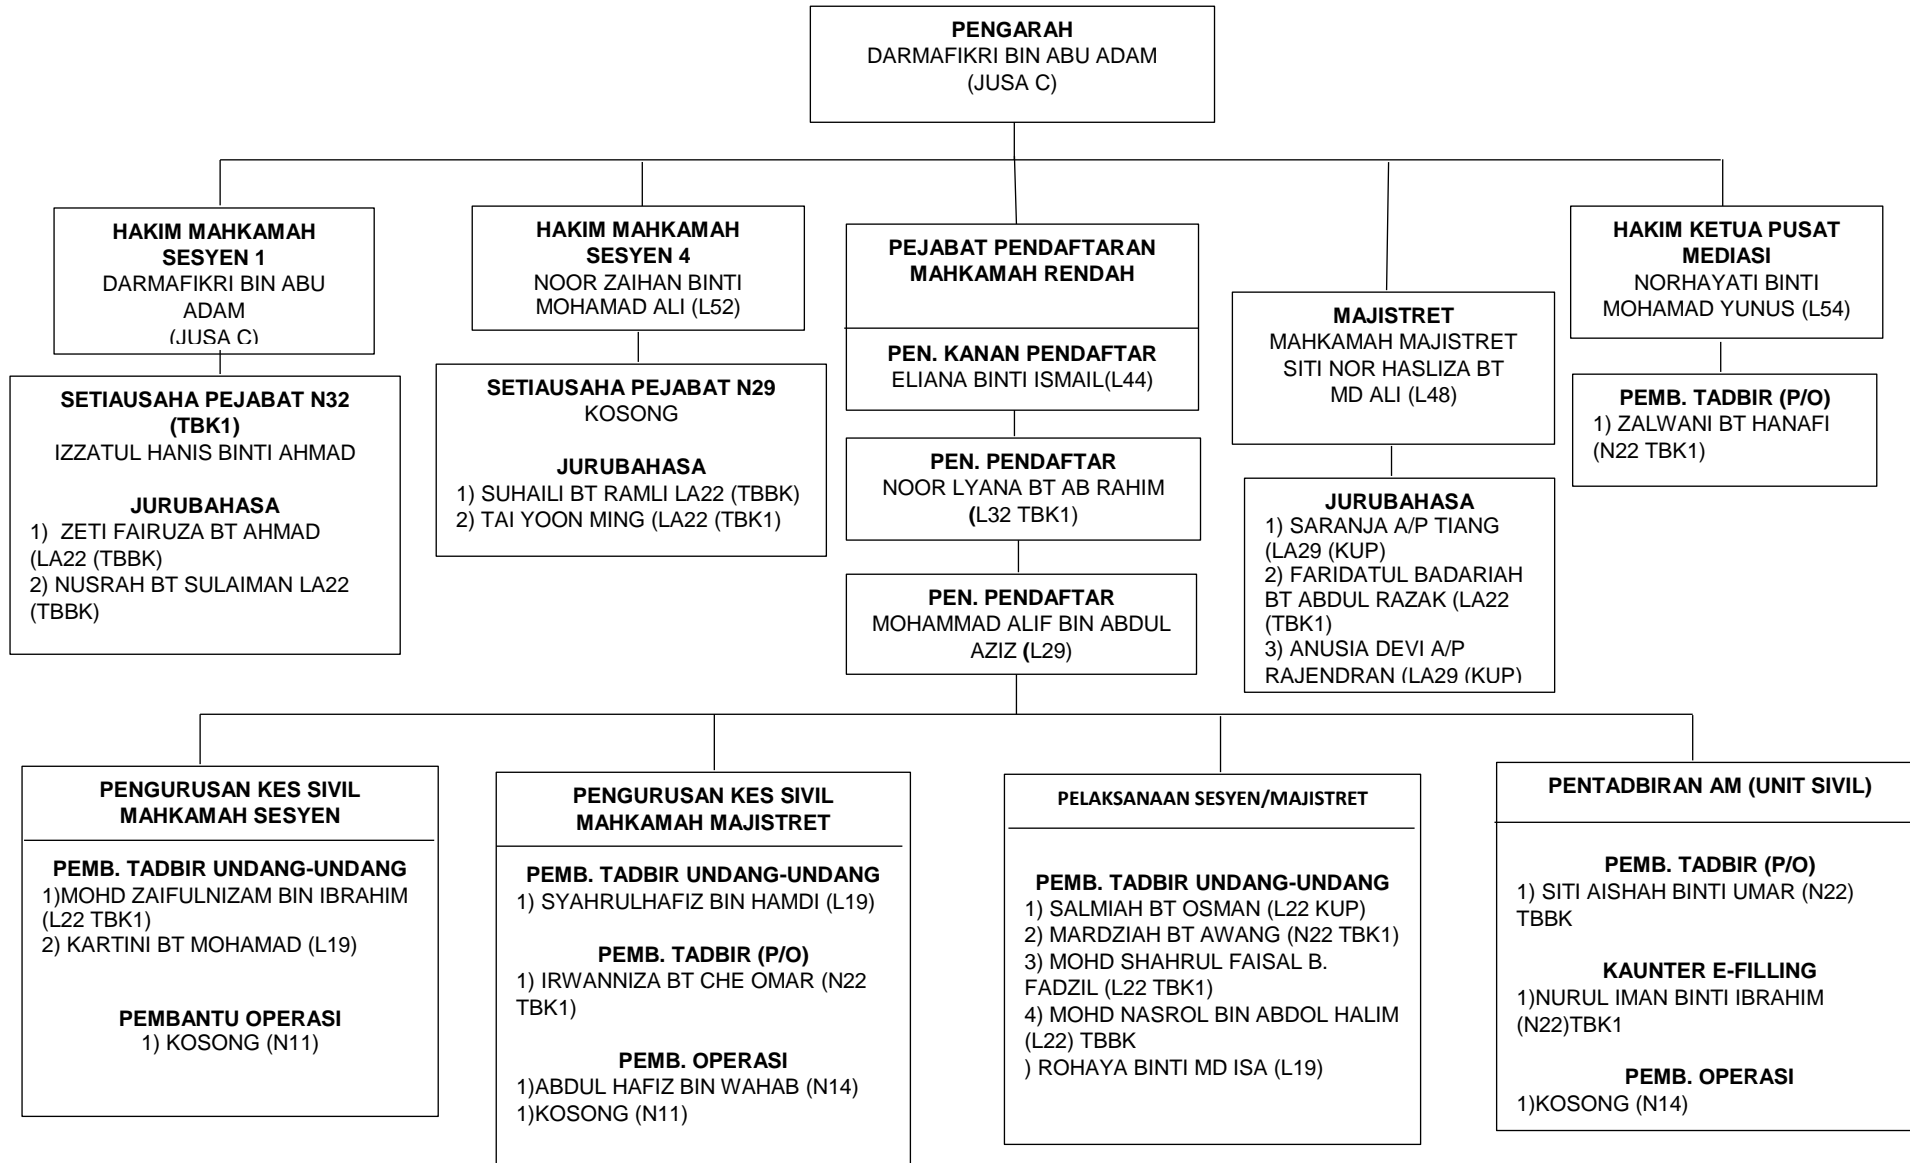 PENGARAH
DARMAFIKRI BIN ABU ADAM
(JUSA C)
HAKIM MAHKAMAH
SESYEN 1
DARMAFIKRI BIN ABU
ADAM
(JUSA C)
SETIAUSAHA PEJABAT N32
(TBK1)
IZZATUL HANIS BINTI AHMAD
JURUBAHASA
1) ZETI FAIRUZA BT AHMAD
(LA22 (TBBK)
2) NUSRAH BT SULAIMAN LA22
(TBBK)
HAKIM MAHKAMAH
SESYEN 4
NOOR ZAIHAN BINTI
MOHAMAD ALI (L52)
SETIAUSAHA PEJABAT N29
KOSONG
JURUBAHASA
1) SUHAILI BT RAMLI LA22 (TBBK)
2) TAI YOON MING (LA22 (TBK1)
PEJABAT PENDAFTARAN
MAHKAMAH RENDAH
PEN. KANAN PENDAFTAR
ELIANA BINTI ISMAIL(L44)
PEN. PENDAFTAR
NOOR LYANA BT AB RAHIM
(L32 TBK1)
PEN. PENDAFTAR
MOHAMMAD ALIF BIN ABDUL
AZIZ (L29)
MAJISTRET
MAHKAMAH MAJISTRET
SITI NOR HASLIZA BT
MD ALI (L48)
JURUBAHASA
1) SARANJA A/P TIANG
(LA29 (KUP)
2) FARIDATUL BADARIAH
BT ABDUL RAZAK (LA22
(TBK1)
3) ANUSIA DEVI A/P
RAJENDRAN (LA29 (KUP)
HAKIM KETUA PUSAT
MEDIASI
NORHAYATI BINTI
MOHAMAD YUNUS (L54)
PEMB. TADBIR (P/O)
1) ZALWANI BT HANAFI
(N22 TBK1)
PENGURUSAN KES SIVIL
MAHKAMAH SESYEN
PEMB. TADBIR UNDANG-UNDANG
1)MOHD ZAIFULNIZAM BIN IBRAHIM
(L22 TBK1)
2) KARTINI BT MOHAMAD (L19)
PEMBANTU OPERASI
1) KOSONG (N11)
PENGURUSAN KES SIVIL
MAHKAMAH MAJISTRET
PEMB. TADBIR UNDANG-UNDANG
1) SYAHRULHAFIZ BIN HAMDI (L19)
PEMB. TADBIR (P/O)
1) IRWANNIZA BT CHE OMAR (N22
TBK1)
PEMB. OPERASI
1)ABDUL HAFIZ BIN WAHAB (N14)
1)KOSONG (N11)
PELAKSANAAN SESYEN/MAJISTRET
PEMB. TADBIR UNDANG-UNDANG
1) SALMIAH BT OSMAN (L22 KUP)
2) MARDZIAH BT AWANG (N22 TBK1)
3) MOHD SHAHRUL FAISAL B.
FADZIL (L22 TBK1)
4) MOHD NASROL BIN ABDOL HALIM
(L22) TBBK
) ROHAYA BINTI MD ISA (L19)
PENTADBIRAN AM (UNIT SIVIL)
PEMB. TADBIR (P/O)
1) SITI AISHAH BINTI UMAR (N22)
TBBK
KAUNTER E-FILLING
1)NURUL IMAN BINTI IBRAHIM
(N22)TBK1
PEMB. OPERASI
1)KOSONG (N14)